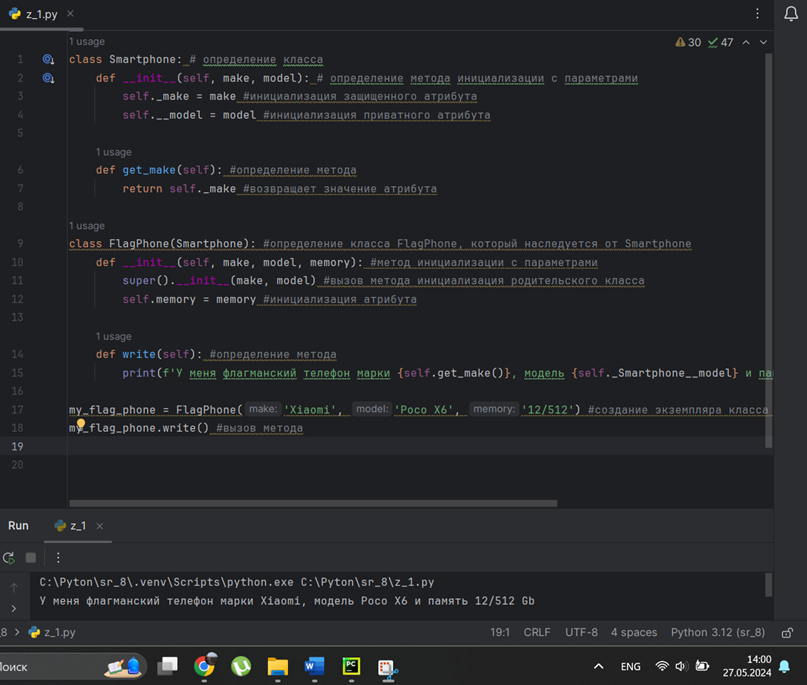 z_1.py
1 usage
30 47
1 class Smartphone: # определение класса
2 def __init__(self, make, model): # определение метода инициализации с параметрами
3 self._make = make #инициализация защищенного атрибута
4 self.__model = model #инициализация приватного атрибута
5
1 usage
6 def get_make(self): #определение метода
7 return self._make #возвращает значение атрибута
8
1 usage
9 class FlagPhone(Smartphone): #определение класса FlagPhone, который наследуется от Smartphone
10 def __init__(self, make, model, memory): #метод инициализации с параметрами
11 super().__init__(make, model) #вызов метода инициализация родительского класса
12 self.memory = memory #инициализация атрибута
13
1 usage
14 def write(self): #определение метода
15 print(f'У меня флагманский телефон марки {self.get_make()}, модель {self._Smartphone__model} и па
16
17 my_flag_phone = FlagPhone( make: 'Xiaomi', model: 'Poco X6', memory: '12/512') #создание экземпляра класса
18 my_flag_phone.write() #вызов метода
19
20
Run z_1
C:\Pyton\sr_8\.venv\Scripts\python.exe C:\Pyton\sr_8\z_1.py
У меня флагманский телефон марки Xiaomi, модель Poco X6 и память 12/512 Gb
_8 > z_1.py 19:1 CRLF UTF-8 4 spaces Python 3.12 (sr_8)
Поиск W PC ENG 14:00
27.05.2024